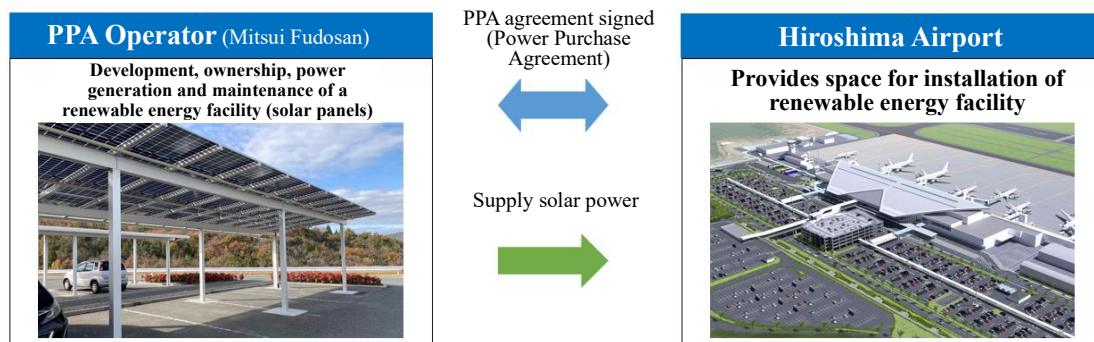 PPA Operator (Mitsui Fudosan)
Development, ownership, power
generation and maintenance of a
renewable energy facility (solar panels)
PPA agreement signed
(Power Purchase
Agreement)
Supply solar power
Hiroshima Airport
Provides space for installation of
renewable energy facility